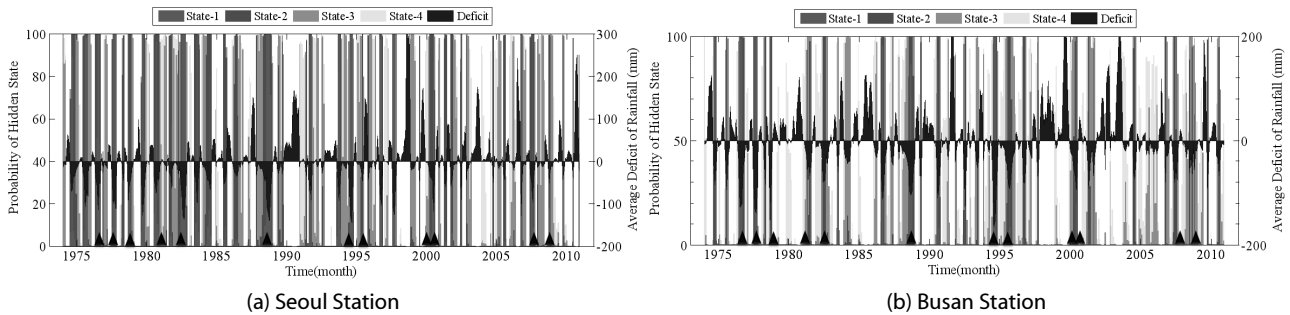 State-1 State-2 State-3 State-4 Deficit
Probability of Hidden State
100
80
60
40
20
0
300
200
100
0
-100
-200
Average Deficit of Rainfall (mm)
1975 1980 1985 1990 1995 2000 2005 2010
Time(month)
(a) Seoul Station
State-1 State-2 State-3 State-4 Deficit
Probability of Hidden State
100
50
0
200
100
0
-100
-200
Average Deficit of Rainfall (mm)
1975 1980 1985 1990 1995 2000 2005 2010
Time(month)
(b) Busan Station